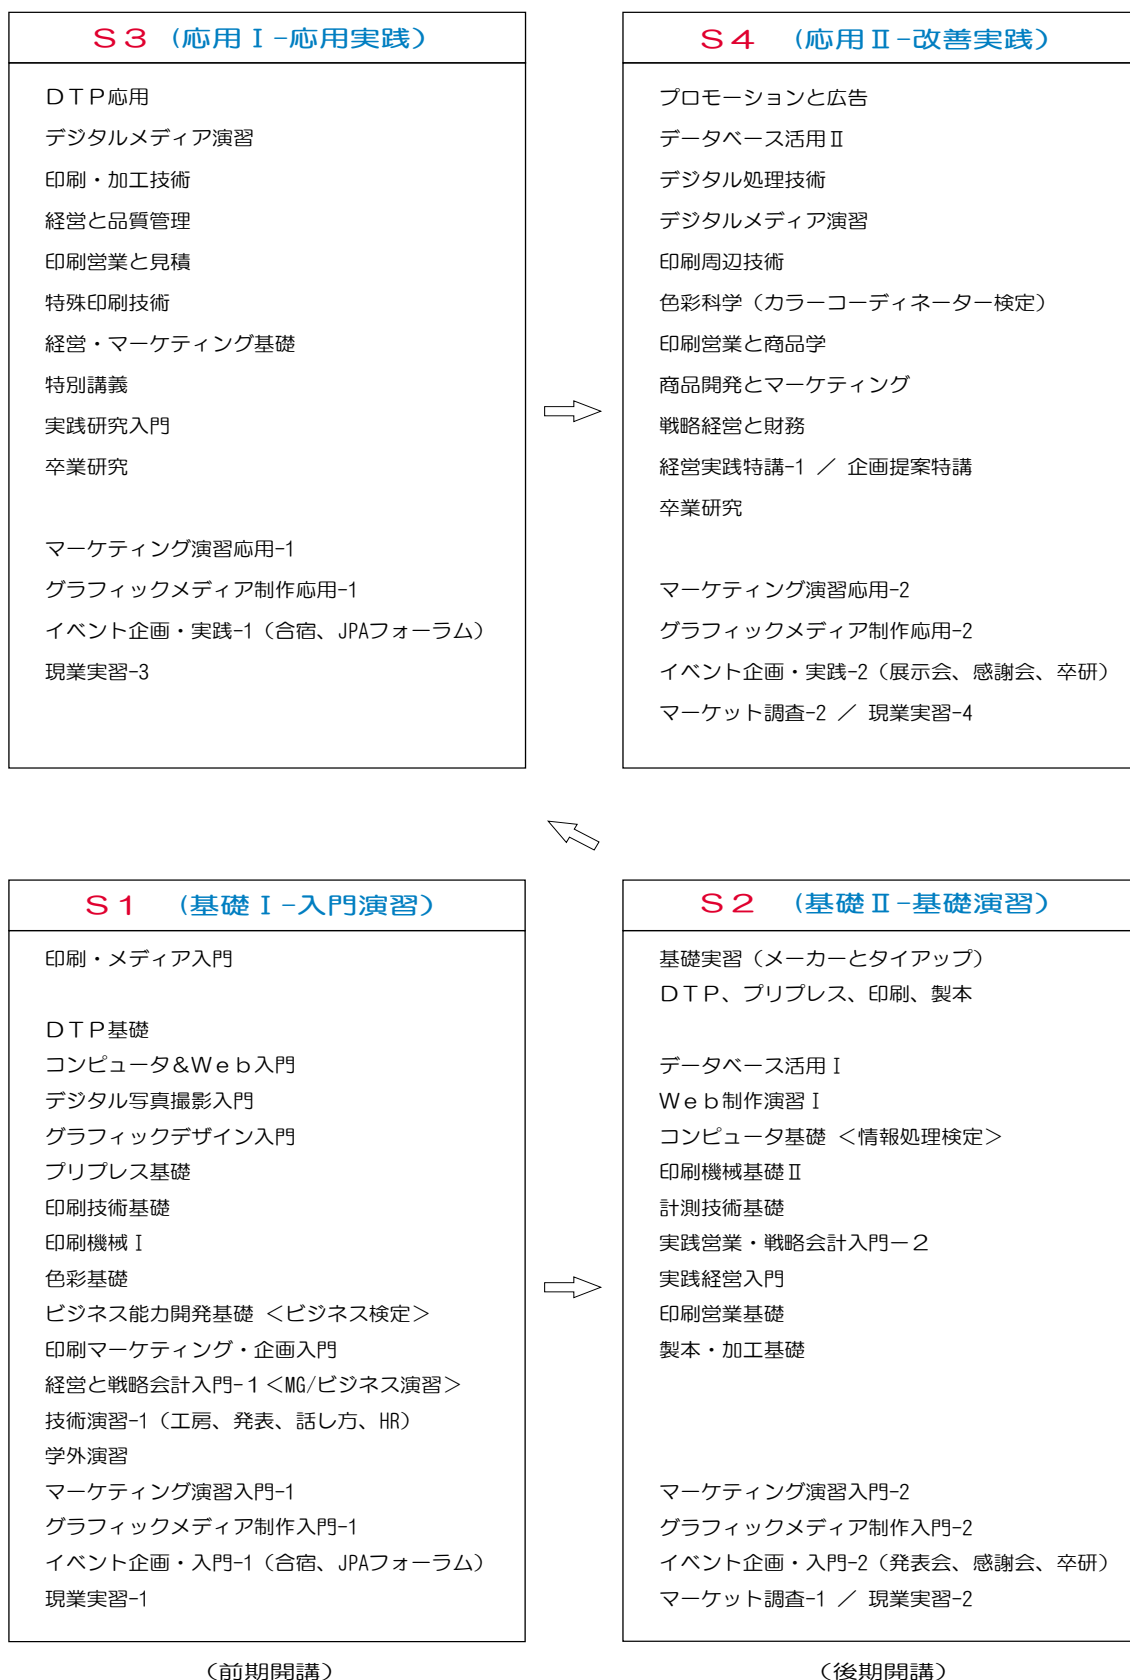 S3 (応用Ⅰ-応用実践)
DTP応用
デジタルメディア演習
印刷・加工技術
経営と品質管理
印刷営業と見積
特殊印刷技術
経営・マーケティング基礎
特別講義
実践研究入門
卒業研究
マーケティング演習応用-1
グラフィックメディア制作応用-1
イベント企画・実践-1(合宿、JPAフォーラム)
現業実習-3
S4 (応用Ⅱ-改善実践)
プロモーションと広告
データベース活用Ⅱ
デジタル処理技術
デジタルメディア演習
印刷周辺技術
色彩科学(カラーコーディネーター検定)
印刷営業と商品学
商品開発とマーケティング
戦略経営と財務
経営実践特講-1 / 企画提案特講
卒業研究
マーケティング演習応用-2
グラフィックメディア制作応用-2
イベント企画・実践-2(展示会、感謝会、卒研)
マーケット調査-2 / 現業実習-4
S1 (基礎Ⅰ-入門演習)
印刷・メディア入門
DTP基礎
コンピュータ&Web入門
デジタル写真撮影入門
グラフィックデザイン入門
プリプレス基礎
印刷技術基礎
印刷機械Ⅰ
色彩基礎
ビジネス能力開発基礎 <ビジネス検定>
印刷マーケティング・企画入門
経営と戦略会計入門-1<MG/ビジネス演習>
技術演習-1(工房、発表、話し方、HR)
学外演習
マーケティング演習入門-1
グラフィックメディア制作入門-1
イベント企画・入門-1(合宿、JPAフォーラム)
現業実習-1
(前期開講)
S2 (基礎Ⅱ-基礎演習)
基礎実習(メーカーとタイアップ)
DTP、プリプレス、印刷、製本
データベース活用Ⅰ
Web制作演習Ⅰ
コンピュータ基礎 <情報処理検定>
印刷機械基礎Ⅱ
計測技術基礎
実践営業・戦略会計入門ー2
実践経営入門
印刷営業基礎
製本・加工基礎
マーケティング演習入門-2
グラフィックメディア制作入門-2
イベント企画・入門-2(発表会、感謝会、卒研)
マーケット調査-1 / 現業実習-2
(後期開講)